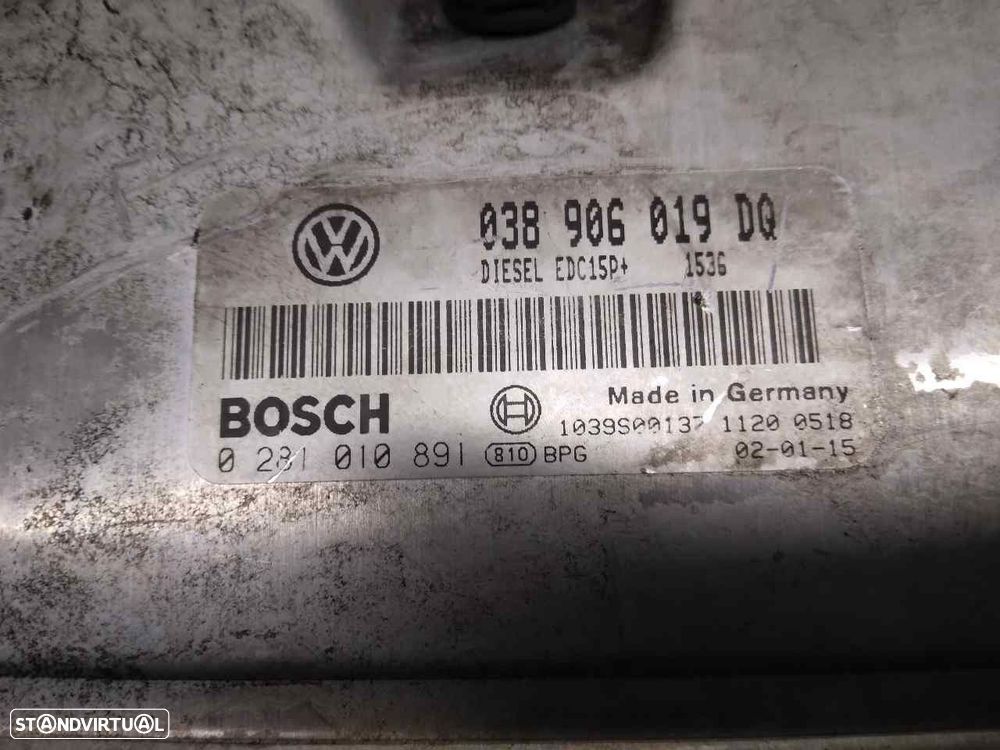 038 906 019 DQ
DIESEL EDC15P+ 1536
BOSCH
Made in Germany
1039S00137 1120 0518
0 281 010 891 810 BPG
02-01-15
STANDVIRTUAL